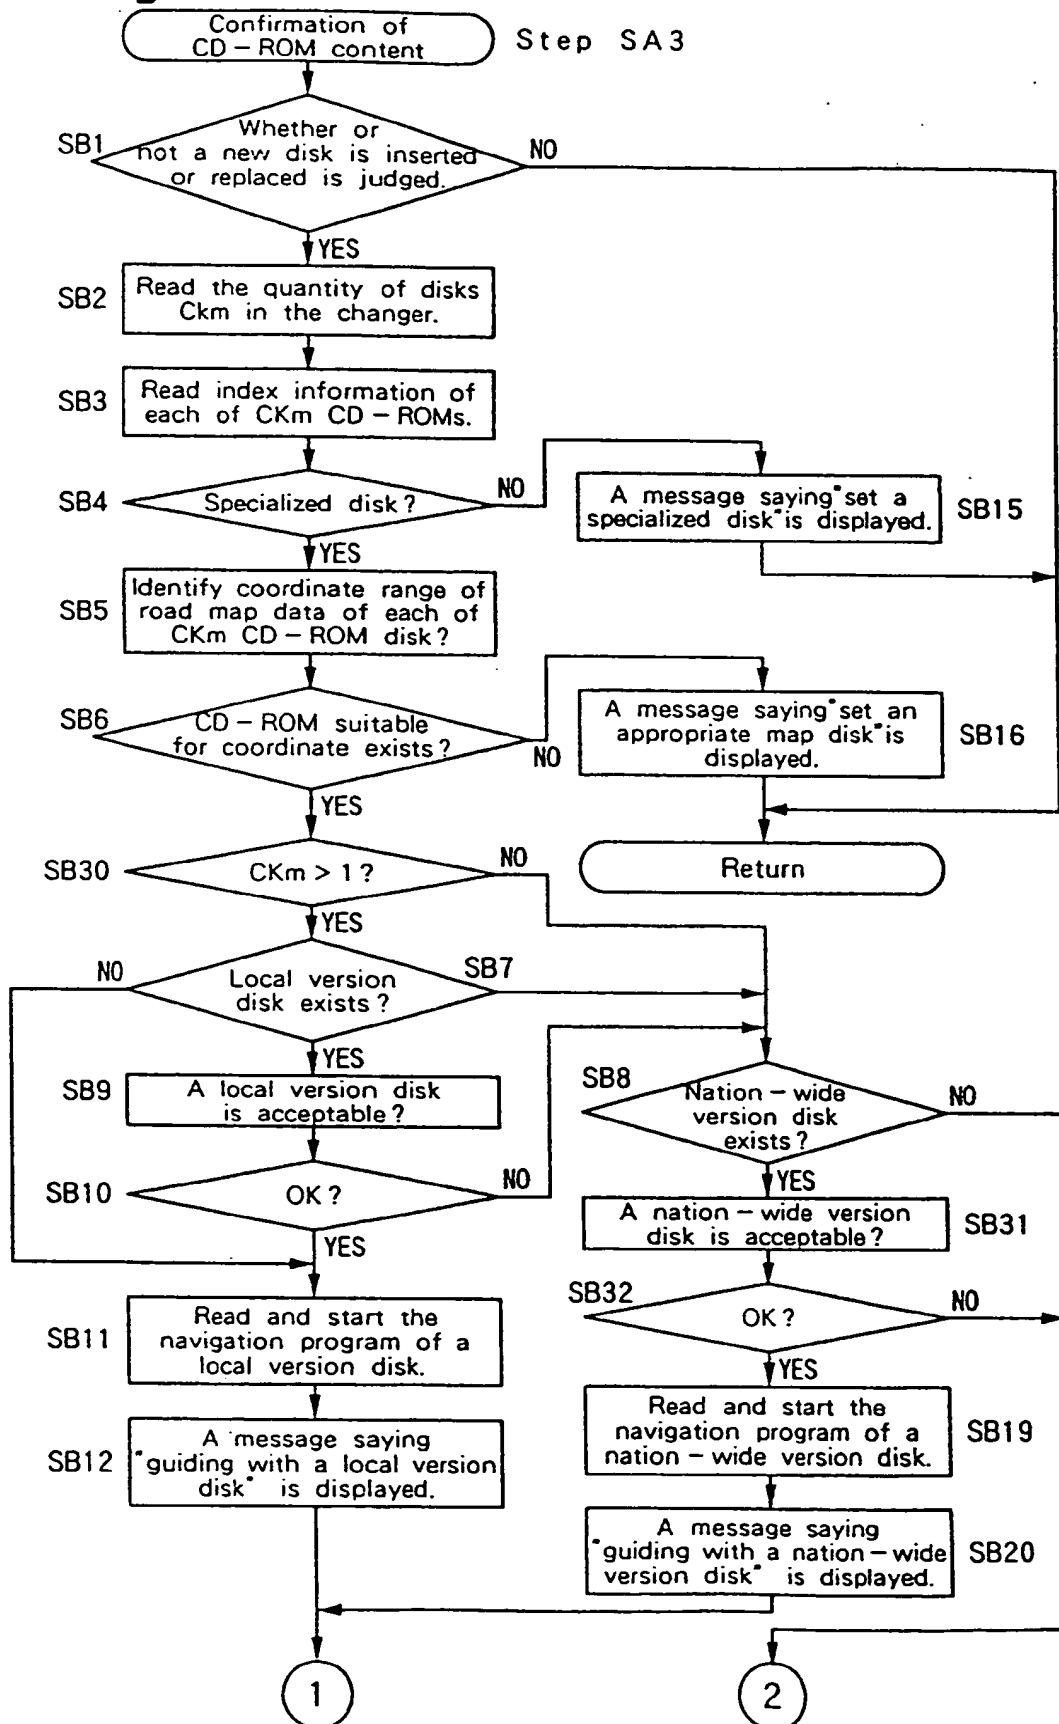 Confirmation of
CD-ROM content
Step SA3
SB1
Whether or
not a new disk is inserted
or replaced is judged.
NO
YES
SB2
Read the quantity of disks
Ckm in the changer.
SB3
Read index information of
each of CKm CD-ROMs.
SB4
Specialized disk?
NO
A message saying "set a
specialized disk" is displayed.
SB15
YES
SB5
Identify coordinate range of
road map data of each of
CKm CD-ROM disk?
SB6
CD-ROM suitable
for coordinate exists?
NO
A message saying "set an
appropriate map disk" is
displayed.
SB16
YES
SB30
CKm > 1?
NO
Return
YES
NO
Local version
disk exists?
SB7
YES
SB9
A local version disk
is acceptable?
SB8
Nation-wide
version disk
exists?
NO
SB10
OK?
NO
YES
YES
A nation-wide version
disk is acceptable?
SB31
SB32
OK?
NO
SB11
Read and start the
navigation program of a
local version disk.
YES
Read and start the
navigation program of a
nation-wide version disk.
SB19
SB12
A message saying
"guiding with a local version
disk" is displayed.
A message saying
"guiding with a nation-wide
version disk" is displayed.
SB20
1
2